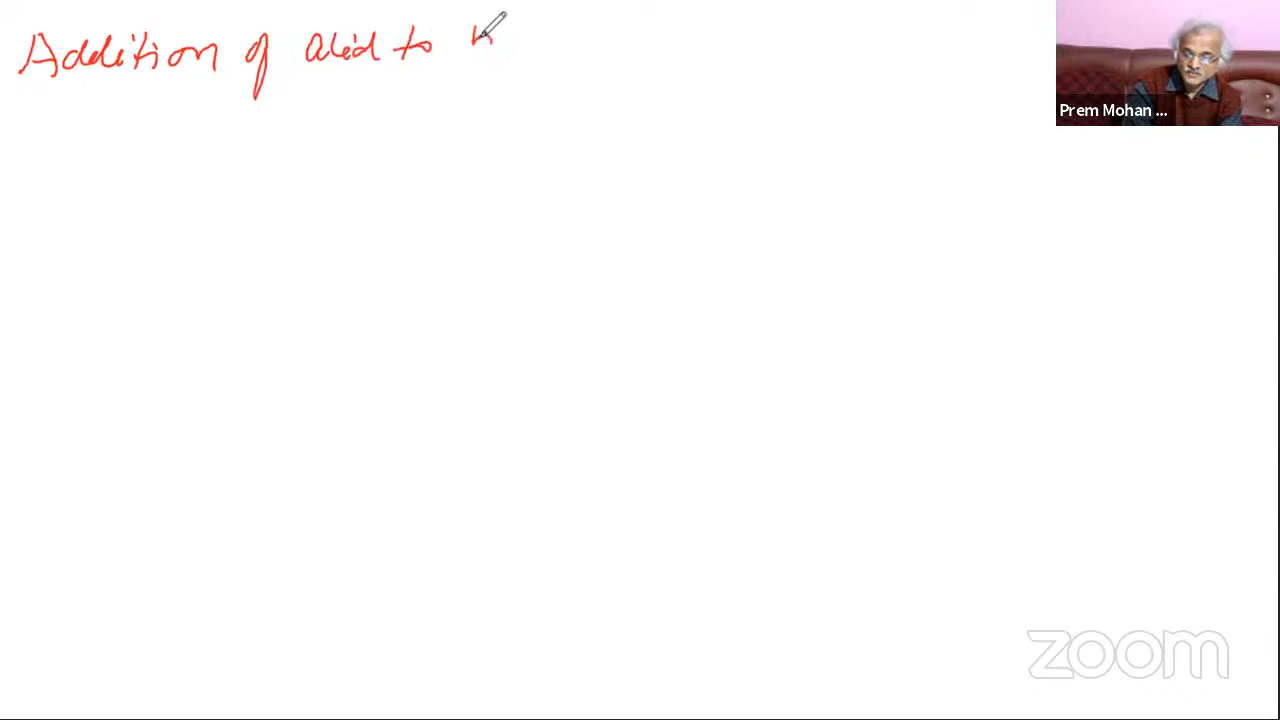 Addition of acid to
Prem Mohan ...
zoom